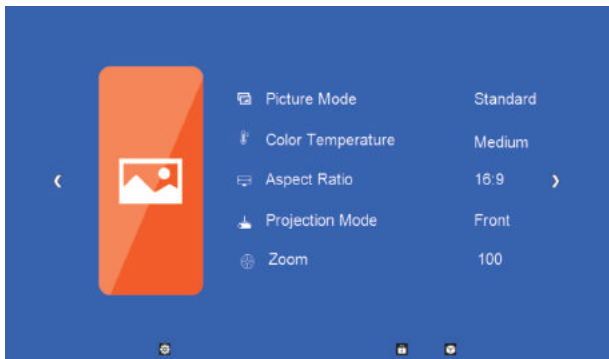 Picture Mode Standard
Color Temperature Medium
Aspect Ratio 16:9
Projection Mode Front
Zoom 100